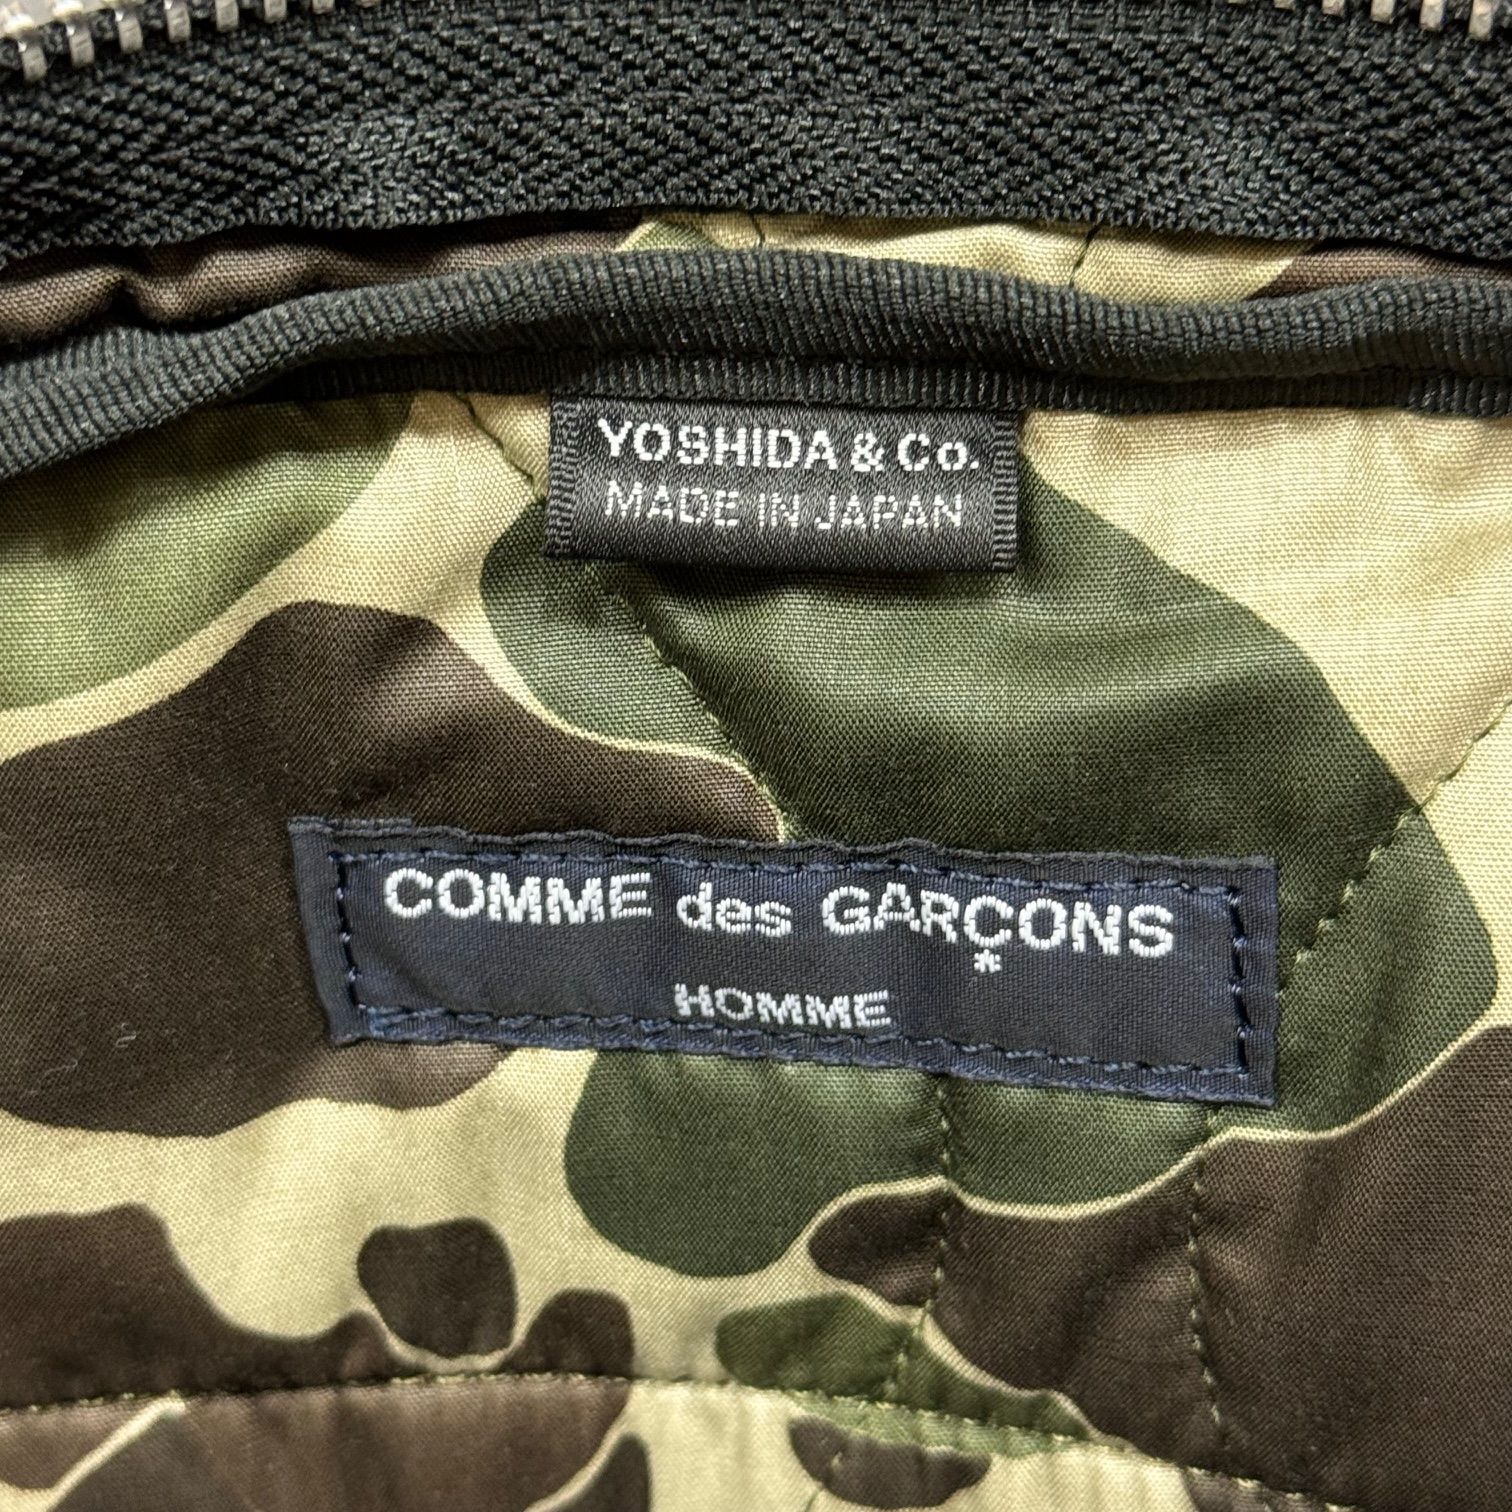 YOSHIDA & Co.
MADE IN JAPAN
COMME des GARÇONS
*
HOMME